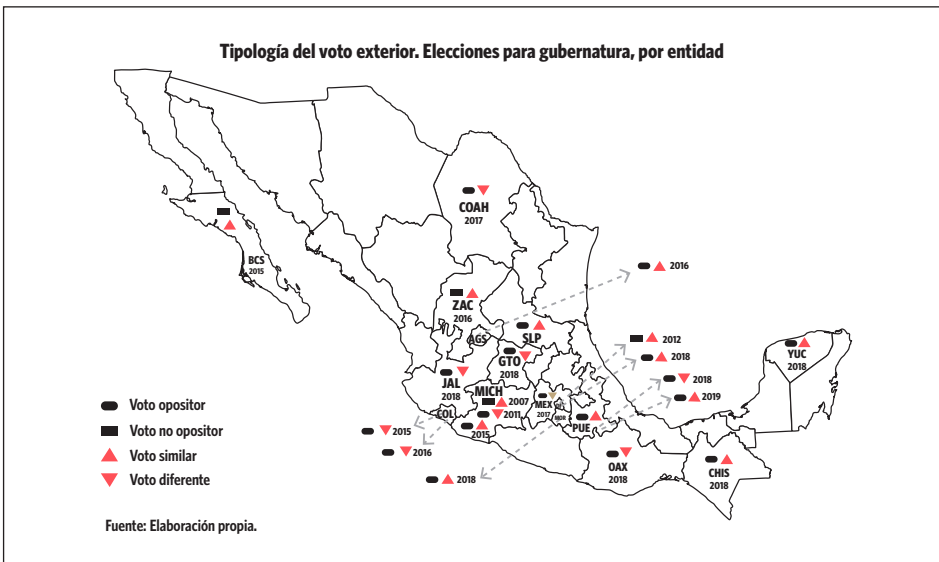 Tipología del voto exterior. Elecciones para gubernatura, por entidad
COAH
2017
BCS
2015
2016
ZAC
2016
AGS
SLP
2012
2018
YUC
2018
GTO
2018
JAL
2018
2018
2019
MICH
2007
2011
2015
MEX
2017
MOR
PUE
COL
2015
2016
2018
OAX
2018
CHIS
2018
Voto opositor
Voto no opositor
Voto similar
Voto diferente
Fuente: Elaboración propia.